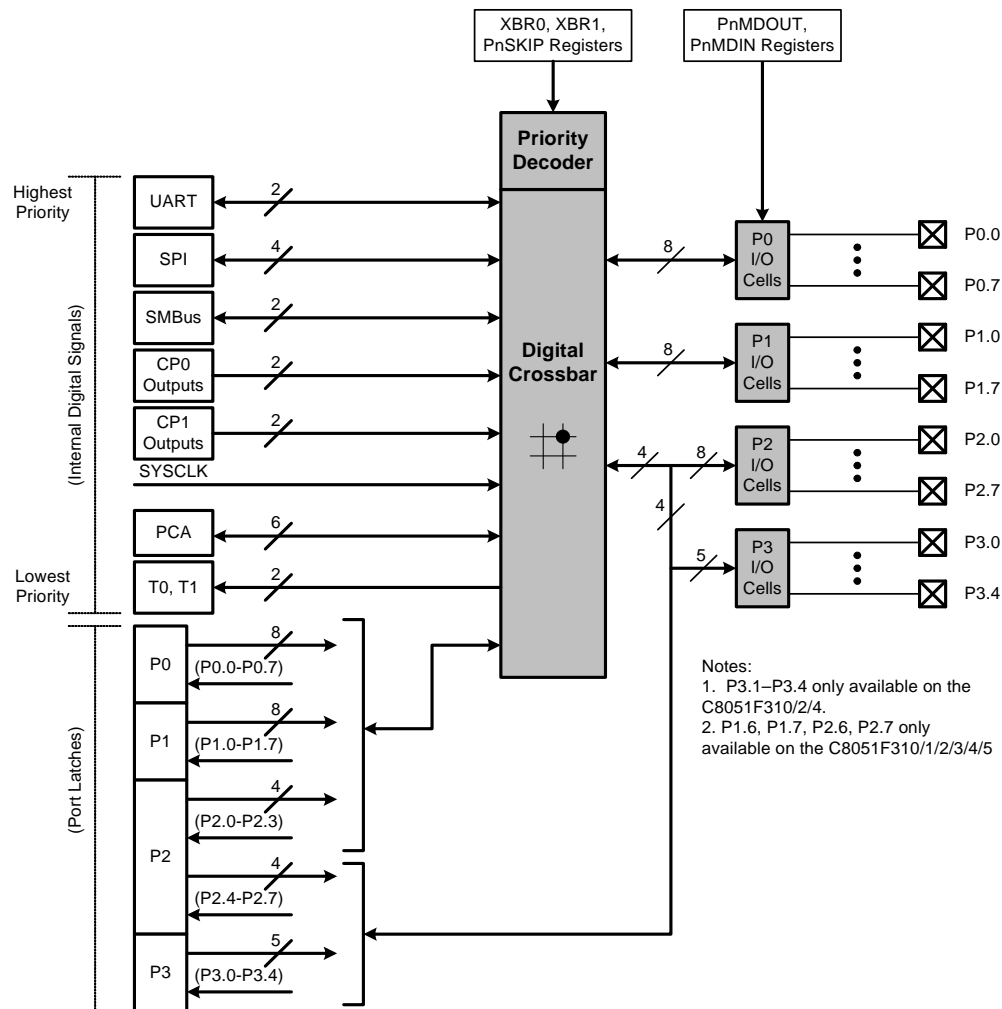 XBR0, XBR1,
PnSKIP Registers
PnMDOUT,
PnMDIN Registers
Priority
Decoder
Highest
Priority
UART
2
SPI
4
SMBus
2
CP0
Outputs
2
CP1
Outputs
2
SYSCLK
PCA
6
T0, T1
2
Lowest
Priority
(Internal Digital Signals)
Digital
Crossbar
8
P0
I/O
Cells
P0.0
P0.7
8
P1
I/O
Cells
P1.0
P1.7
4
8
P2
I/O
Cells
P2.0
P2.7
4
5
P3
I/O
Cells
P3.0
P3.4
(Port Latches)
P0
8
(P0.0-P0.7)
P1
8
(P1.0-P1.7)
P2
4
(P2.0-P2.3)
4
(P2.4-P2.7)
P3
5
(P3.0-P3.4)
Notes:
1. P3.1–P3.4 only available on the
C8051F310/2/4.
2. P1.6, P1.7, P2.6, P2.7 only
available on the C8051F310/1/2/3/4/5